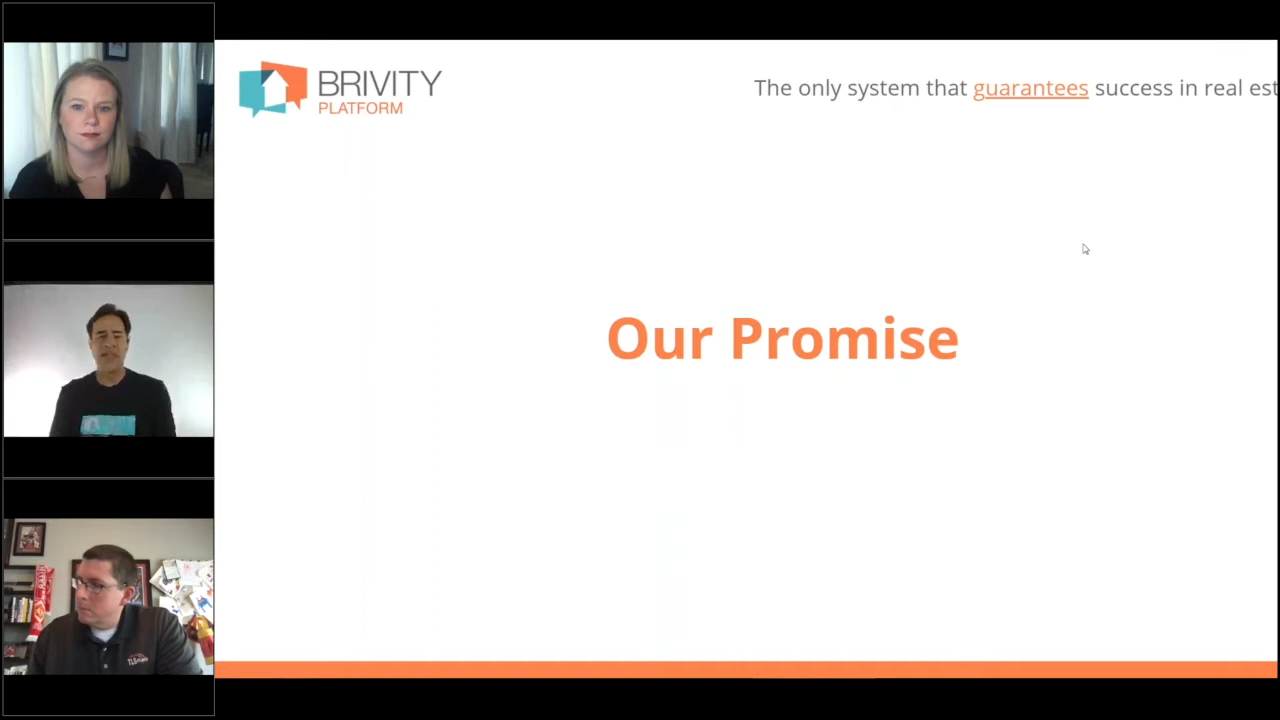 BRIVITY
PLATFORM
The only system that guarantees success in real est
Our Promise